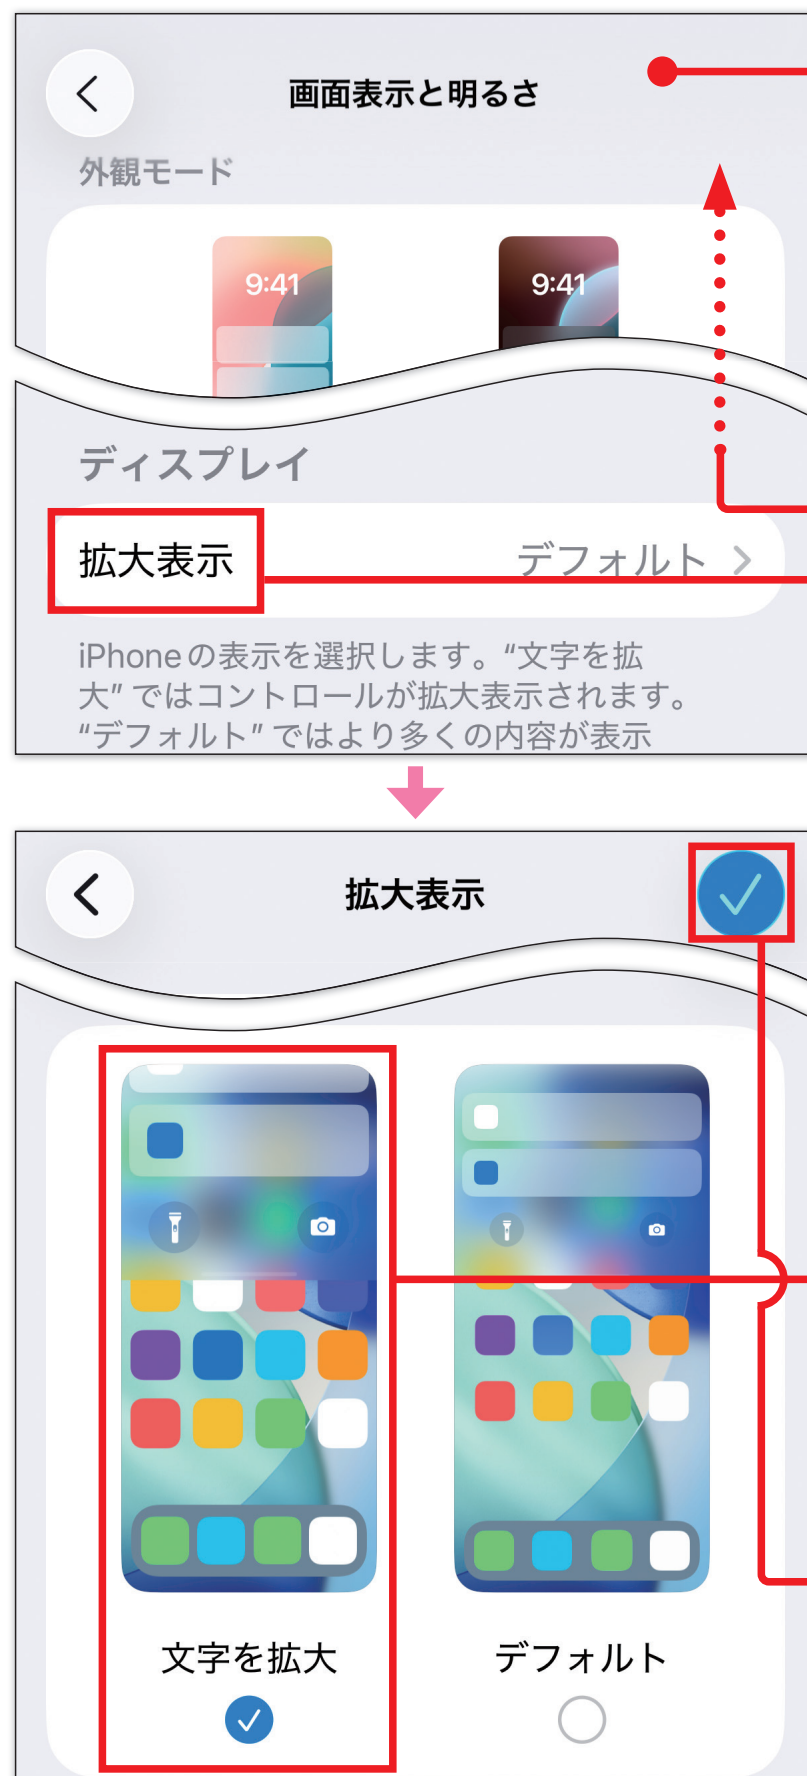 画面表示と明るさ
外観モード
9:41
9:41
ディスプレイ
拡大表示
デフォルト
iPhoneの表示を選択します。“文字を拡
大”ではコントロールが拡大表示されます。
“デフォルト”ではより多くの内容が表示
拡大表示
文字を拡大
デフォルト